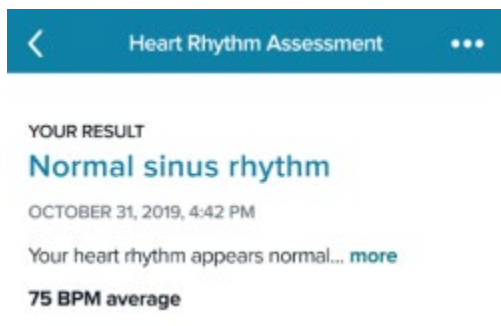 Heart Rhythm Assessment
YOUR RESULT
Normal sinus rhythm
OCTOBER 31, 2019, 4:42 PM
Your heart rhythm appears normal... more
75 BPM average